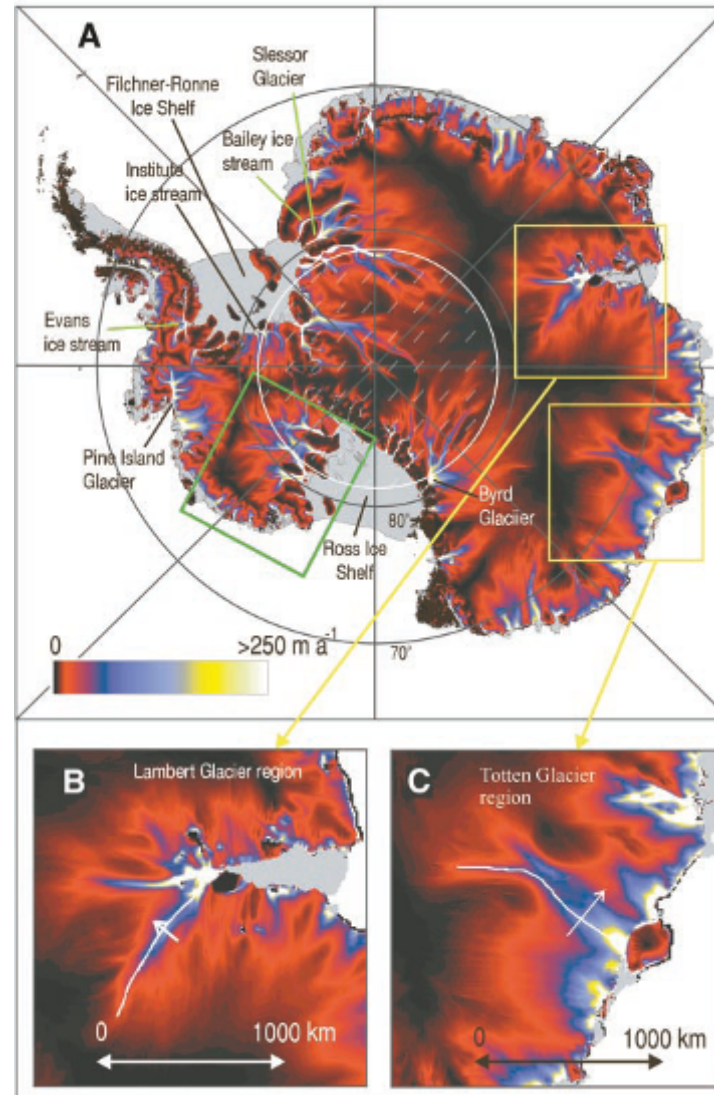 A
Slessor
Glacier
Filchner-Ronne
Ice Shelf
Bailey ice
stream
Institute
ice stream
Evans
ice stream
Pine Island
Glacier
Byrd
Glacier
80°
Ross Ice
Shelf
70°
0 >250 m a⁻¹
B
Lambert Glacier region
0 1000 km
C
Totten Glacier
region
0 1000 km